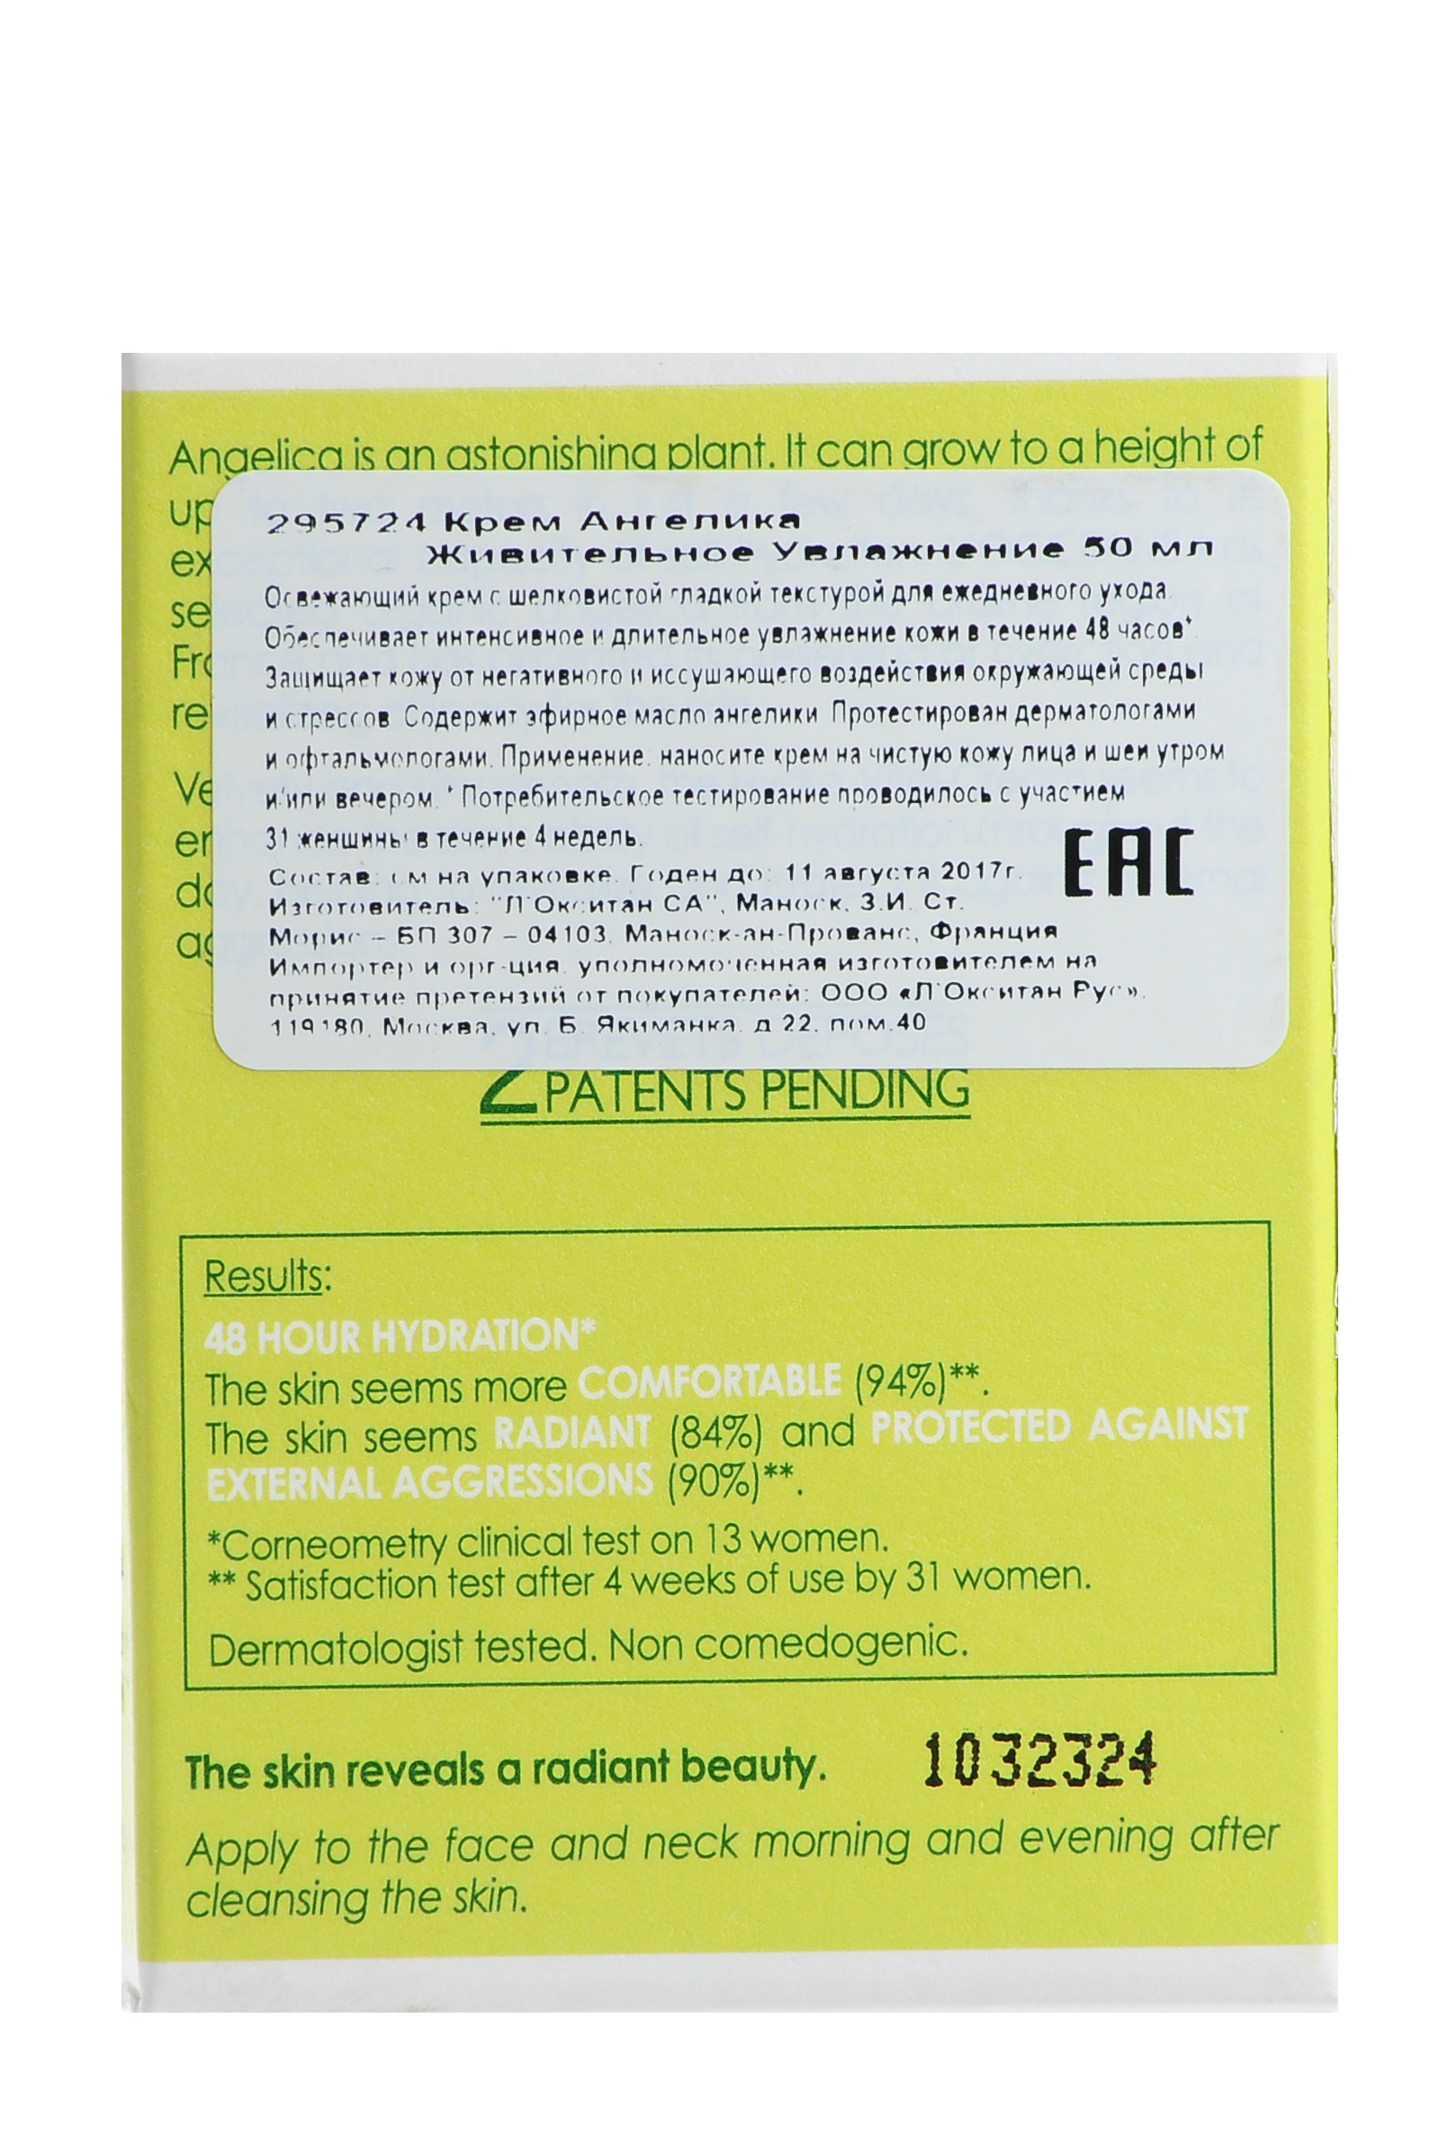 Angelica is an astonishing plant. It can grow to a height of
up
295724 Крем Ангелика
Живительное Увлажнение 50 мл
ex
Освежающий крем с шелковистой гладкой текстурой для ежедневного ухода.
se
Обеспечивает интенсивное и длительное увлажнение кожи в течение 48 часов*
Fro
Защищает кожу от негативного и иссушающего воздействия окружающей среды
re
и стрессов. Содержит эфирное масло ангелики. Протестирован дерматологами
и офтальмологами. Применение: наносите крем на чистую кожу лица и шеи утром
Ve
и/или вечером. * Потребительское тестирование проводилось с участием
er
31 женщины в течение 4 недель.
Состав: см на упаковке. Годен до: 11 августа 2017г.
EAC
do
Изготовитель: "Л'Окситан СА", Маноск, З.И. Ст.
ag
Морис – БП 307 – 04103, Маноск-ан-Прованс, Франция
Импортер и орг-ция, уполномоченная изготовителем на
принятие претензий от покупателей: ООО «Л'Окситан Рус»,
119180, Москва, ул. Б. Якиманка, д 22, пом.40
2 PATENTS PENDING
Results:
48 HOUR HYDRATION*
The skin seems more COMFORTABLE (94%)**.
The skin seems RADIANT (84%) and PROTECTED AGAINST
EXTERNAL AGGRESSIONS (90%)**.
*Corneometry clinical test on 13 women.
** Satisfaction test after 4 weeks of use by 31 women.
Dermatologist tested. Non comedogenic.
The skin reveals a radiant beauty.
1032324
Apply to the face and neck morning and evening after
cleansing the skin.